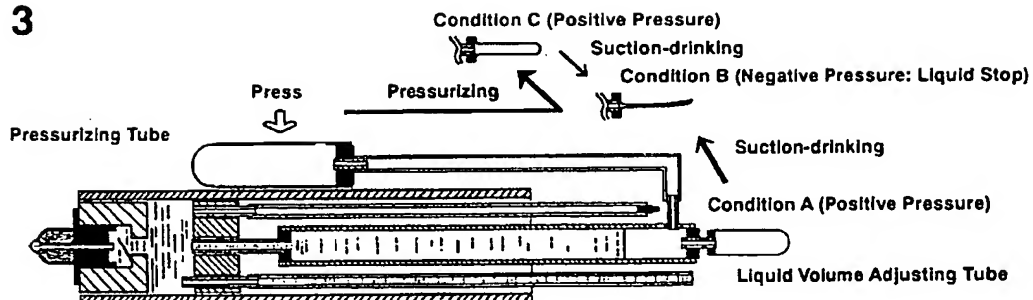 3
Condition C (Positive Pressure)
Suction-drinking
Condition B (Negative Pressure: Liquid Stop)
Press
Pressurizing
Pressurizing Tube
Suction-drinking
Condition A (Positive Pressure)
Liquid Volume Adjusting Tube